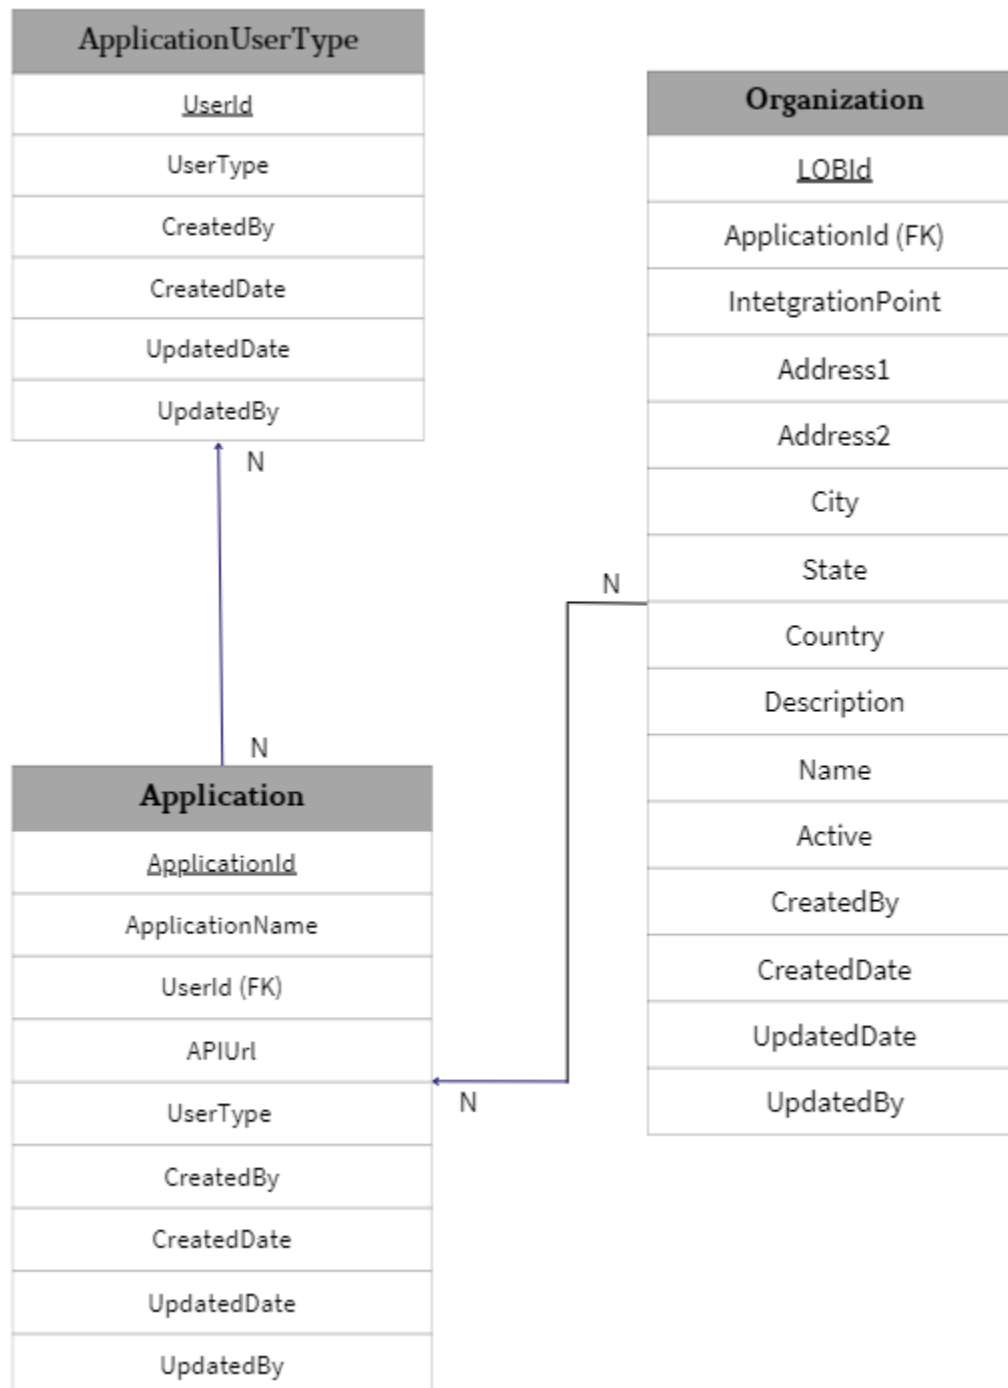 ApplicationUserType
UserId
UserType
CreatedBy
CreatedDate
UpdatedDate
UpdatedBy
N
N
Application
ApplicationId
ApplicationName
UserId (FK)
APIUrl
UserType
CreatedBy
CreatedDate
UpdatedDate
UpdatedBy
N
N
Organization
LOBId
ApplicationId (FK)
IntetgrationPoint
Address1
Address2
City
State
Country
Description
Name
Active
CreatedBy
CreatedDate
UpdatedDate
UpdatedBy